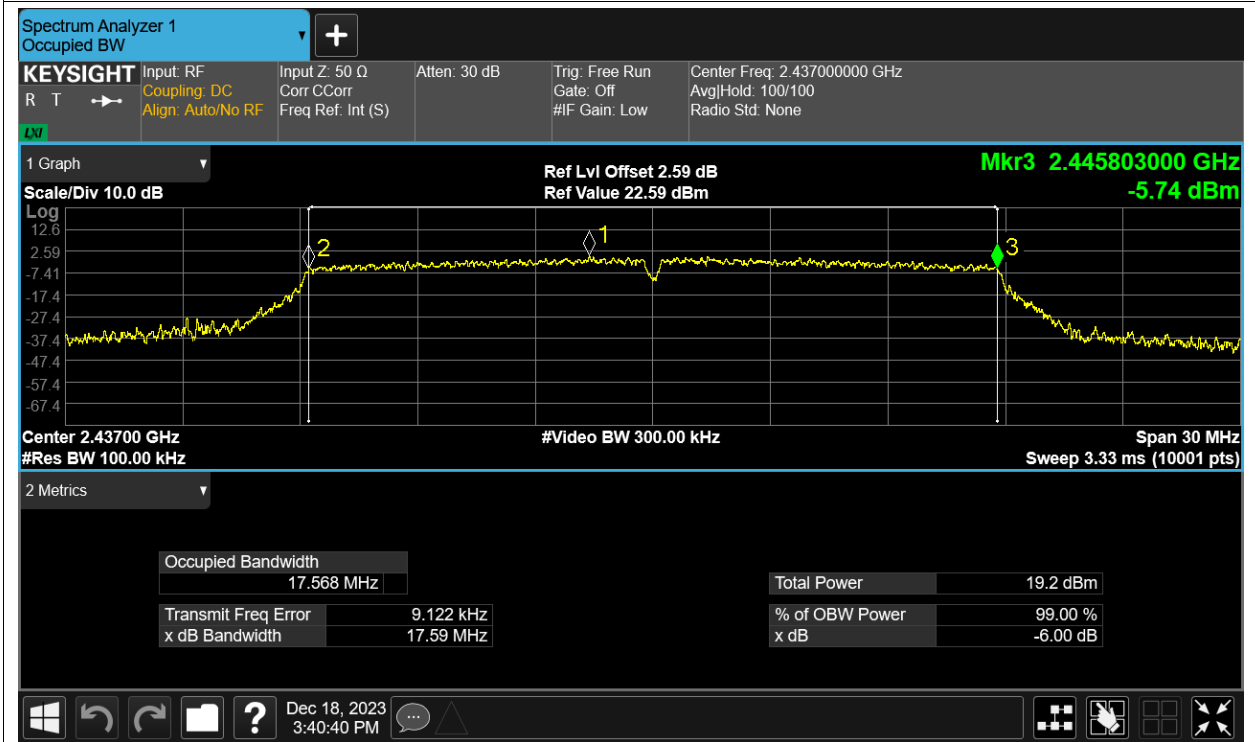 Spectrum Analyzer 1
Occupied BW
KEYSIGHT
R T
LXI
Input: RF
Coupling: DC
Align: Auto/No RF
Input Z: 50 Ω
Corr CCorr
Freq Ref: Int (S)
Atten: 30 dB
Trig: Free Run
Gate: Off
#IF Gain: Low
Center Freq: 2.437000000 GHz
Avg|Hold: 100/100
Radio Std: None
1 Graph
Scale/Div 10.0 dB
Ref Lvl Offset 2.59 dB
Ref Value 22.59 dBm
Mkr3 2.445803000 GHz
-5.74 dBm
Log
12.6
2.59
-7.41
-17.4
-27.4
-37.4
-47.4
-57.4
-67.4
2
1
3
Center 2.43700 GHz
#Res BW 100.00 kHz
#Video BW 300.00 kHz
Span 30 MHz
Sweep 3.33 ms (10001 pts)
2 Metrics
Occupied Bandwidth
17.568 MHz
Transmit Freq Error 9.122 kHz
x dB Bandwidth 17.59 MHz
Total Power 19.2 dBm
% of OBW Power 99.00 %
x dB -6.00 dB
?
Dec 18, 2023
3:40:40 PM